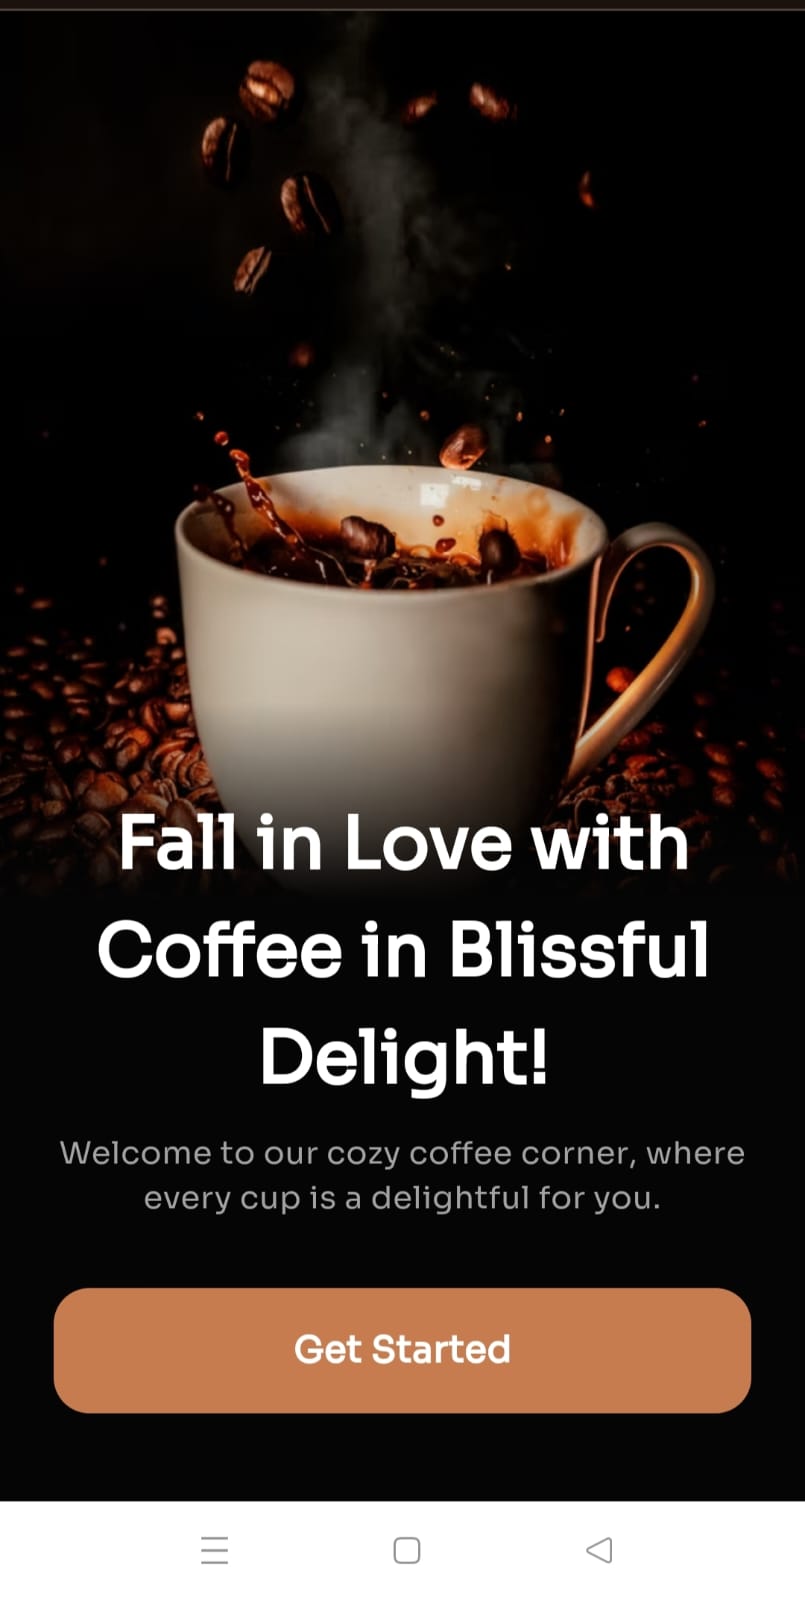 Fall in Love with
Coffee in Blissful
Delight!
Welcome to our cozy coffee corner, where
every cup is a delightful for you.
Get Started